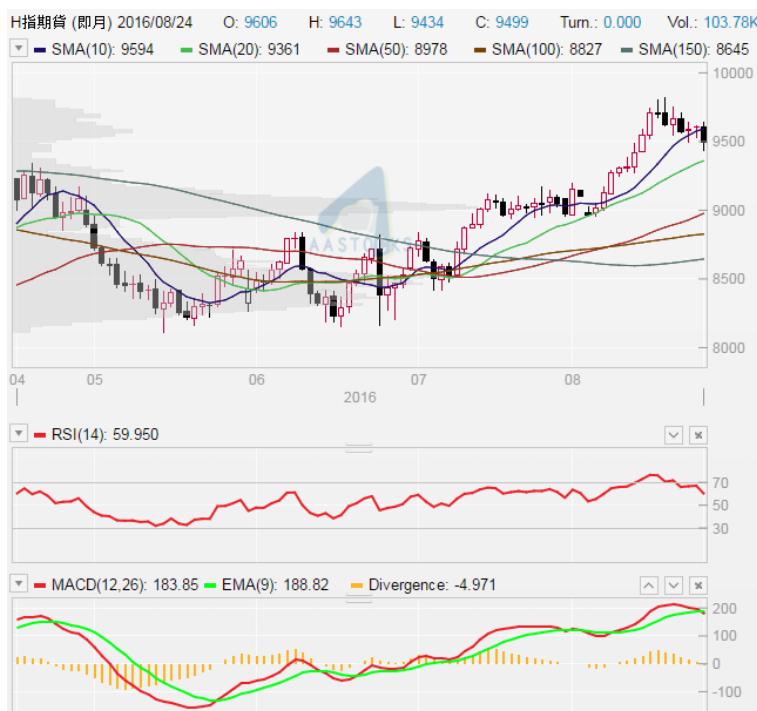 H指期貨 (即月) 2016/08/24 O: 9606 H: 9643 L: 9434 C: 9499 Turn.: 0.000 Vol.: 103.78K
SMA(10): 9594 SMA(20): 9361 SMA(50): 8978 SMA(100): 8827 SMA(150): 8645
10000
9500
9000
AASTOCKS
8500
8000
04 05 06 07 08
2016
RSI(14): 59.950
70
50
30
MACD(12,26): 183.85 EMA(9): 188.82 Divergence: -4.971
200
100
0
-100